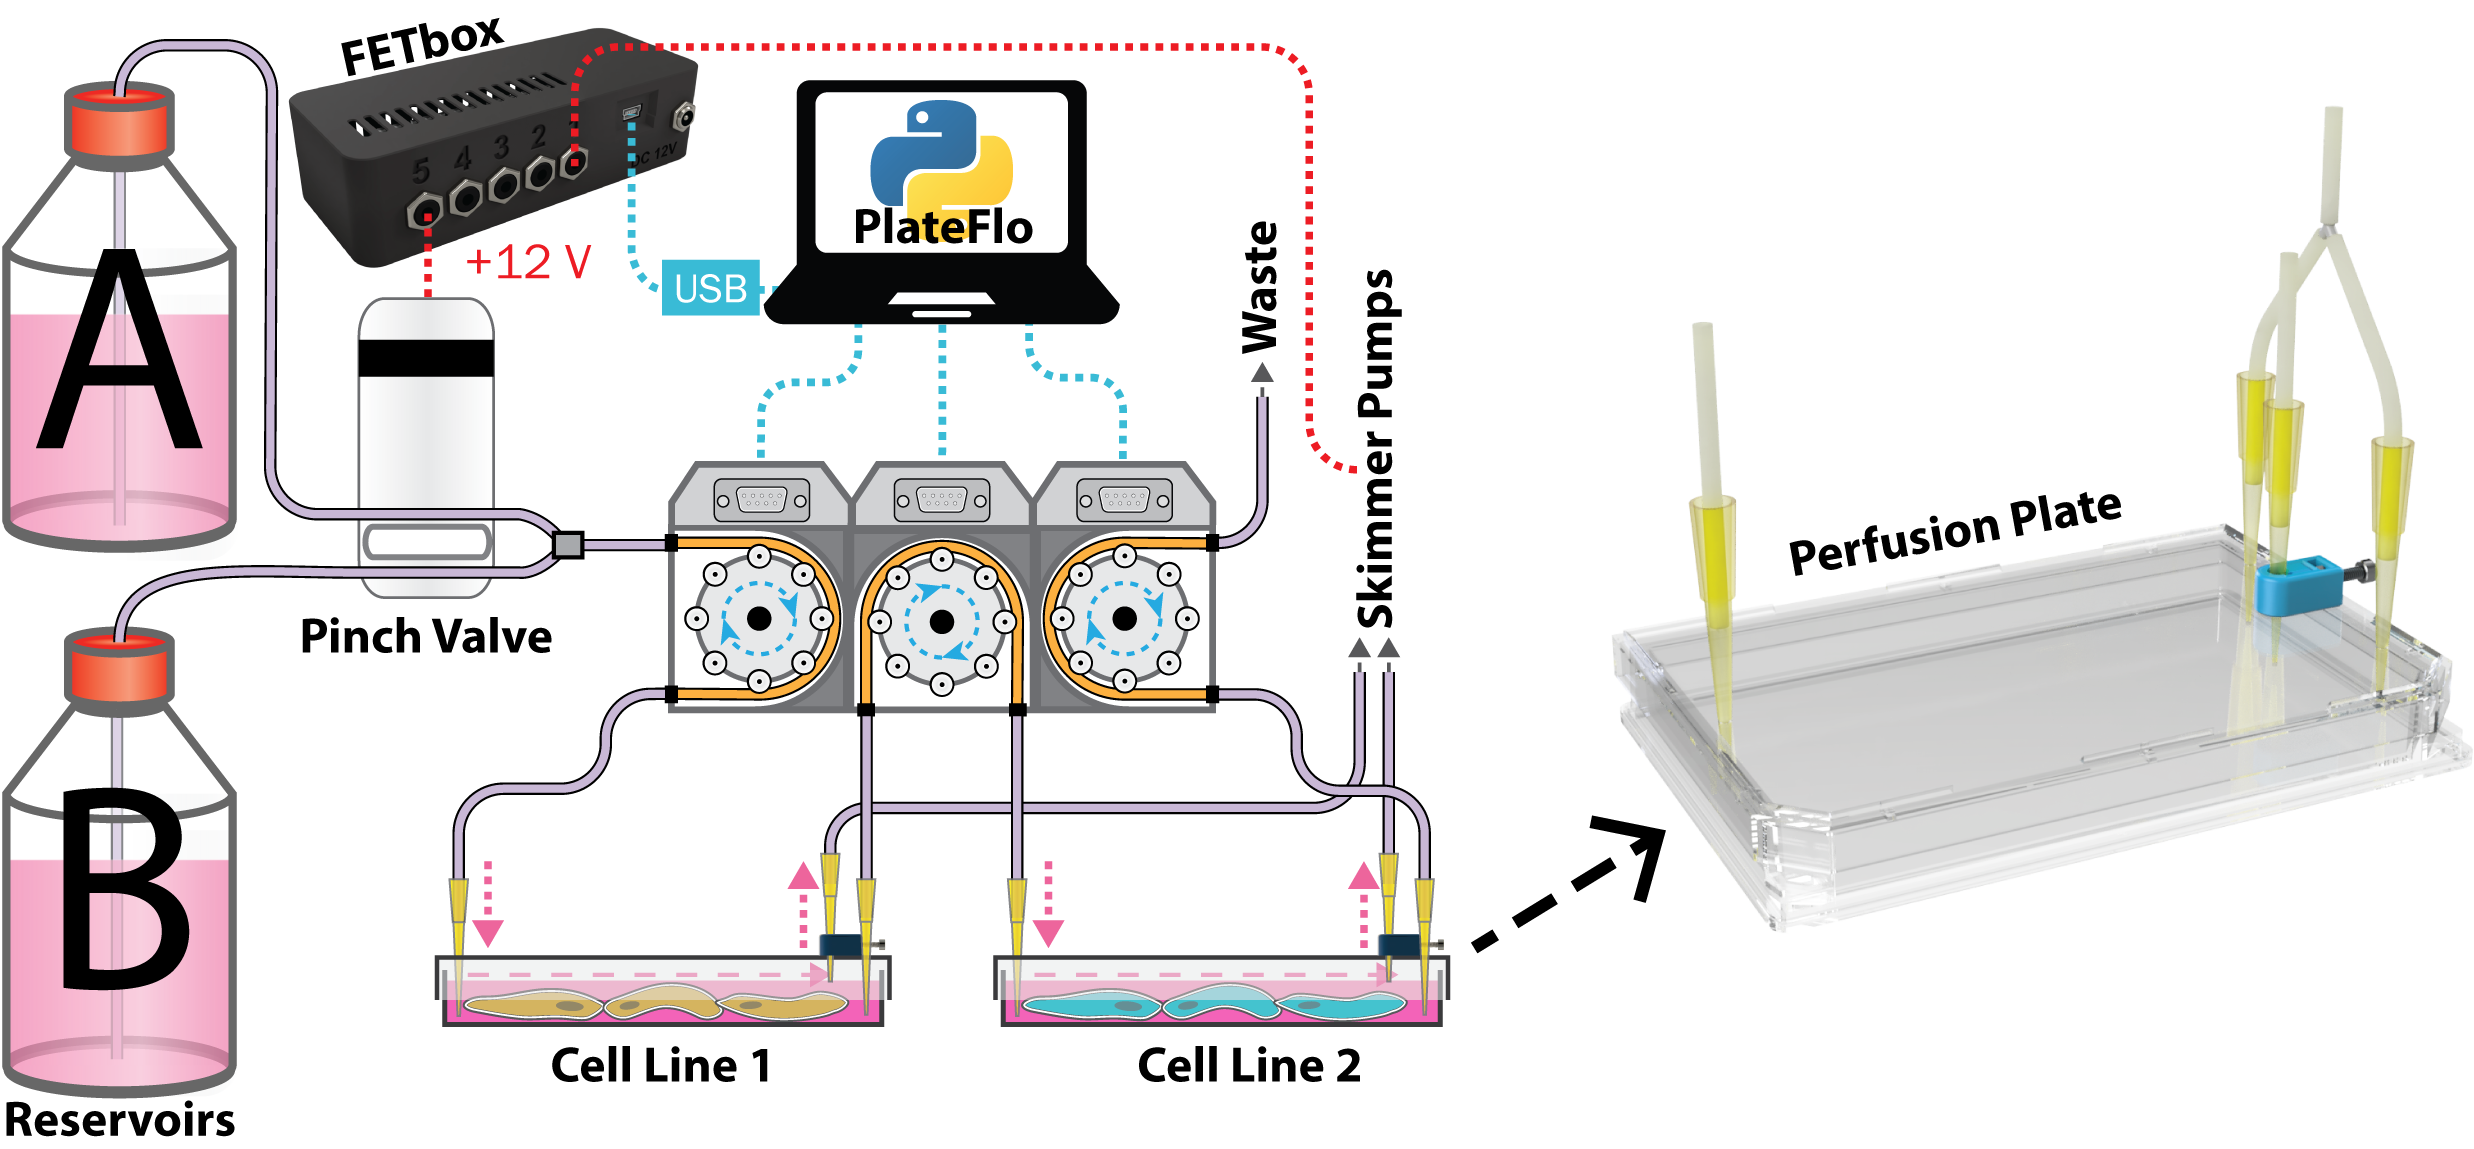 FETbox
5 4 3 2 1
DC 12V
+12 V
USB
PlateFlo
A
Pinch Valve
B
Reservoirs
Waste
Skimmer Pumps
Cell Line 1
Cell Line 2
Perfusion Plate